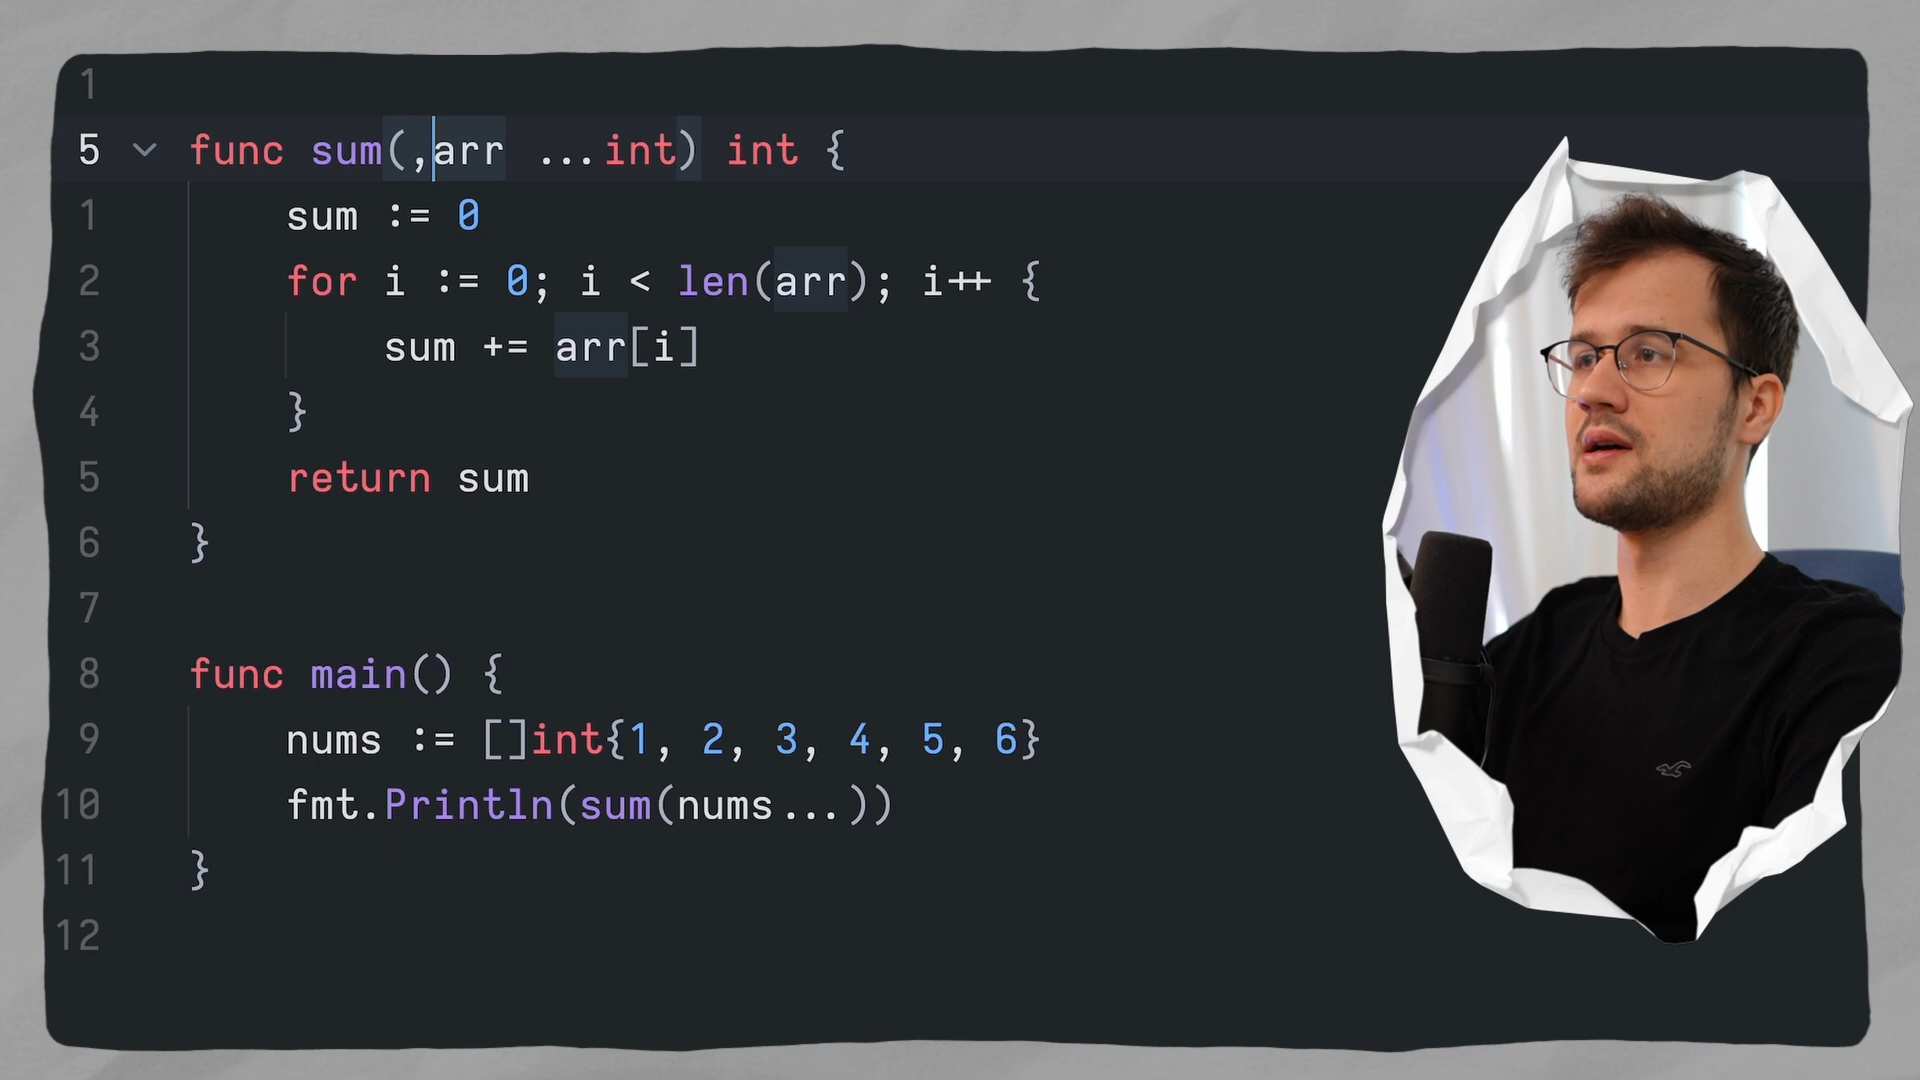 1
5 func sum(,arr ...int) int {
1 sum := 0
2 for i := 0; i < len(arr); i++ {
3 sum += arr[i]
4 }
5 return sum
6 }
7
8 func main() {
9 nums := []int{1, 2, 3, 4, 5, 6}
10 fmt.Println(sum(nums...))
11 }
12